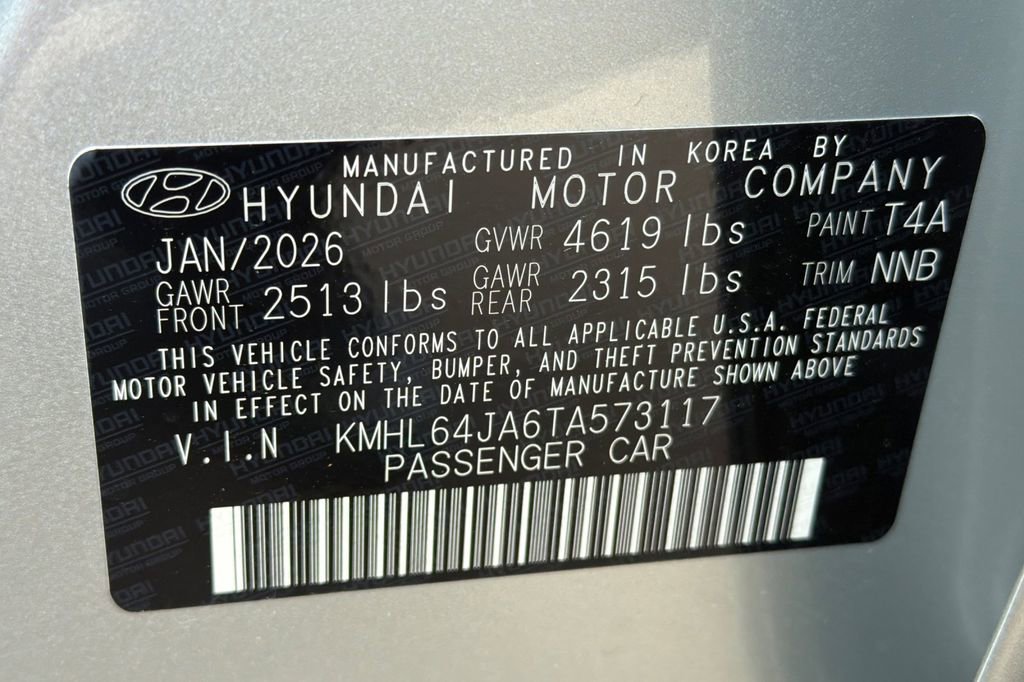 MANUFACTURED IN KOREA BY
HYUNDAI MOTOR COMPANY
JAN/2026 GVWR 4619 lbs PAINT T4A
GAWR FRONT 2513 lbs GAWR REAR 2315 lbs TRIM NNB
THIS VEHICLE CONFORMS TO ALL APPLICABLE U.S.A. FEDERAL
MOTOR VEHICLE SAFETY, BUMPER, AND THEFT PREVENTION STANDARDS
IN EFFECT ON THE DATE OF MANUFACTURE SHOWN ABOVE
V.I.N KMHL64JA6TA573117
PASSENGER CAR